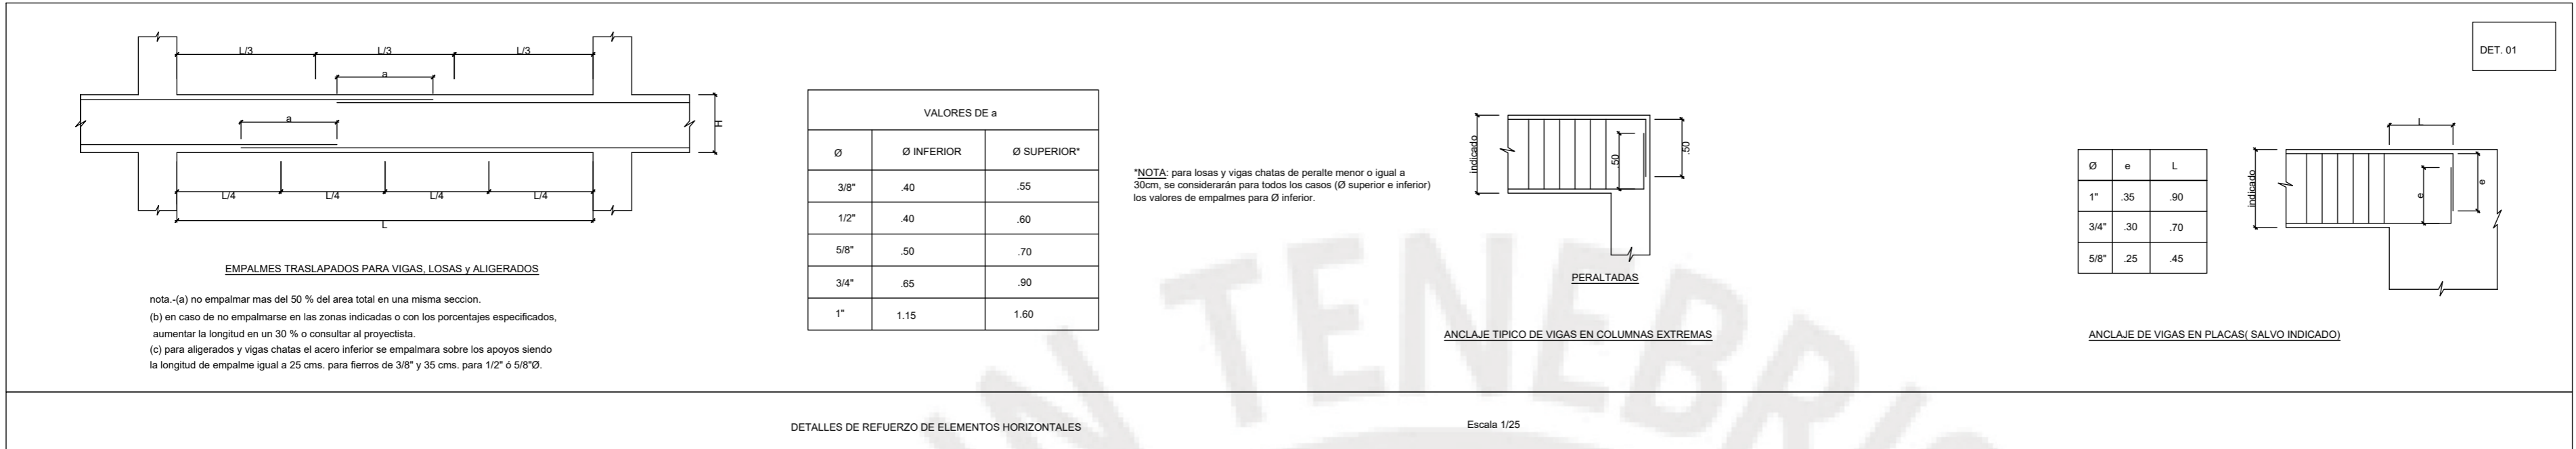 DET. 01
L/3 L/3 L/3
a
a
H
L/4 L/4 L/4 L/4
L
EMPALMES TRASLAPADOS PARA VIGAS, LOSAS y ALIGERADOS
nota.-(a) no empalmar mas del 50 % del area total en una misma seccion.
(b) en caso de no empalmarse en las zonas indicadas o con los porcentajes especificados,
aumentar la longitud en un 30 % o consultar al proyectista.
(c) para aligerados y vigas chatas el acero inferior se empalmara sobre los apoyos siendo
la longitud de empalme igual a 25 cms. para fierros de 3/8" y 35 cms. para 1/2" ó 5/8"Ø.
VALORES DE a
Ø Ø INFERIOR Ø SUPERIOR*
3/8" .40 .55
1/2" .40 .60
5/8" .50 .70
3/4" .65 .90
1" 1.15 1.60
*NOTA: para losas y vigas chatas de peralte menor o igual a
30cm, se considerarán para todos los casos (Ø superior e inferior)
los valores de empalmes para Ø inferior.
indicado
.50
.50
PERALTADAS
ANCLAJE TIPICO DE VIGAS EN COLUMNAS EXTREMAS
Ø e L
1" .35 .90
3/4" .30 .70
5/8" .25 .45
indicado
L
e
e
ANCLAJE DE VIGAS EN PLACAS( SALVO INDICADO)
DETALLES DE REFUERZO DE ELEMENTOS HORIZONTALES
Escala 1/25